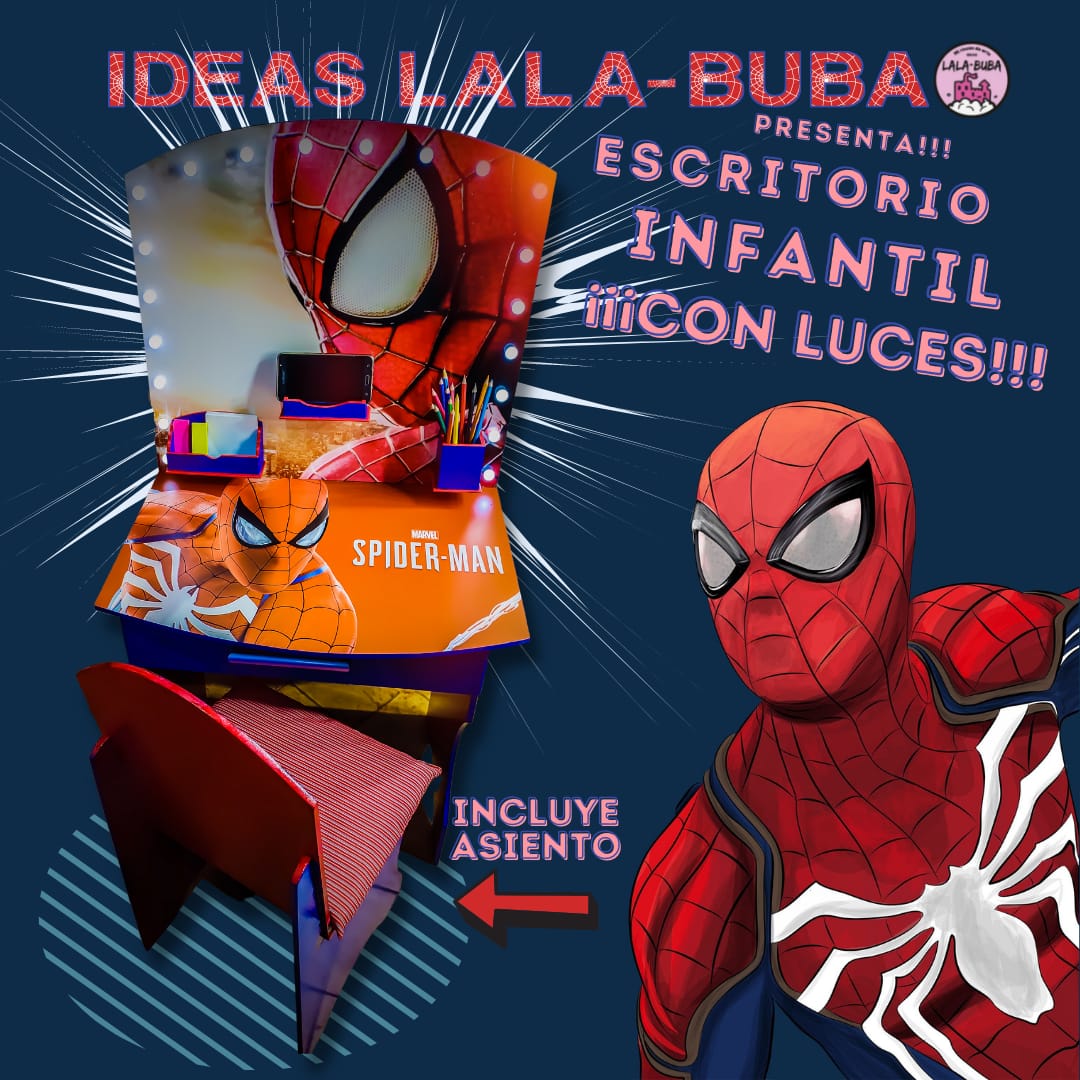 IDEAS LALA-BUBA
LALA-BUBA
PRESENTA!!!
ESCRITORIO
INFANTIL
¡¡¡CON LUCES!!!
MARVEL
SPIDER-MAN
INCLUYE
ASIENTO